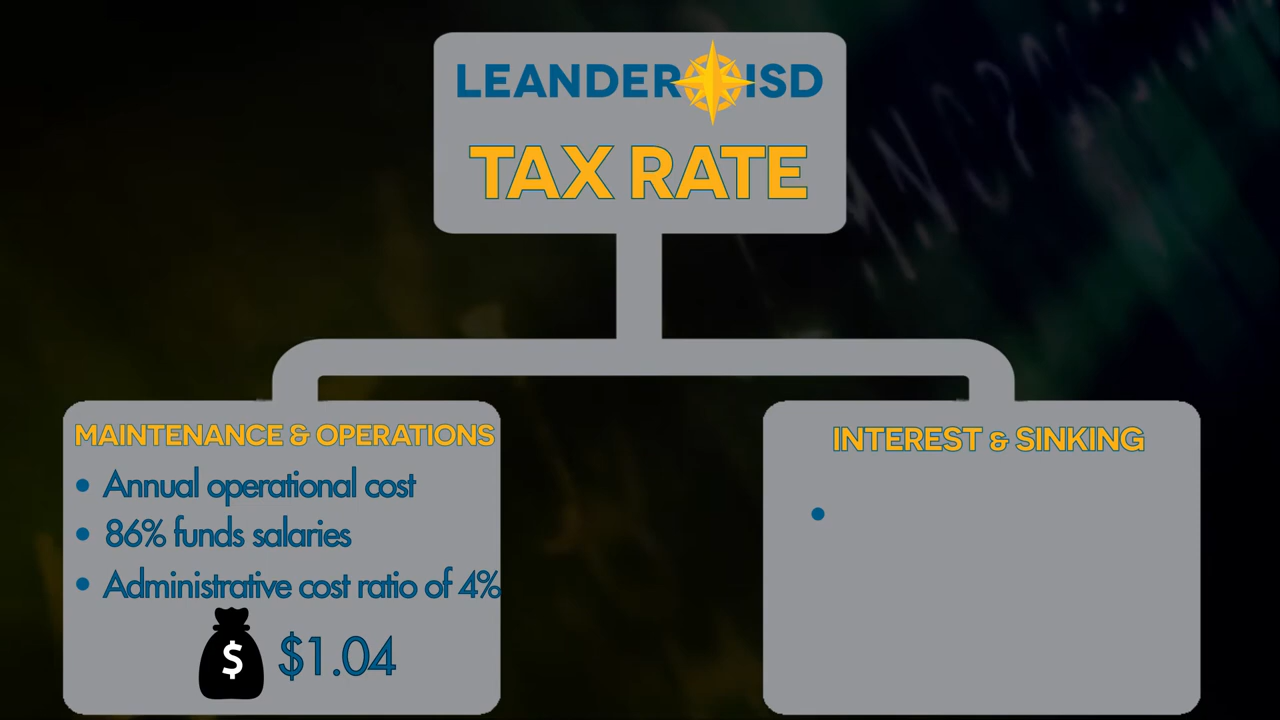 LEANDER ISD
TAX RATE
MAINTENANCE & OPERATIONS
• Annual operational cost
• 86% funds salaries
• Administrative cost ratio of 4%
$ $1.04
INTEREST & SINKING
•